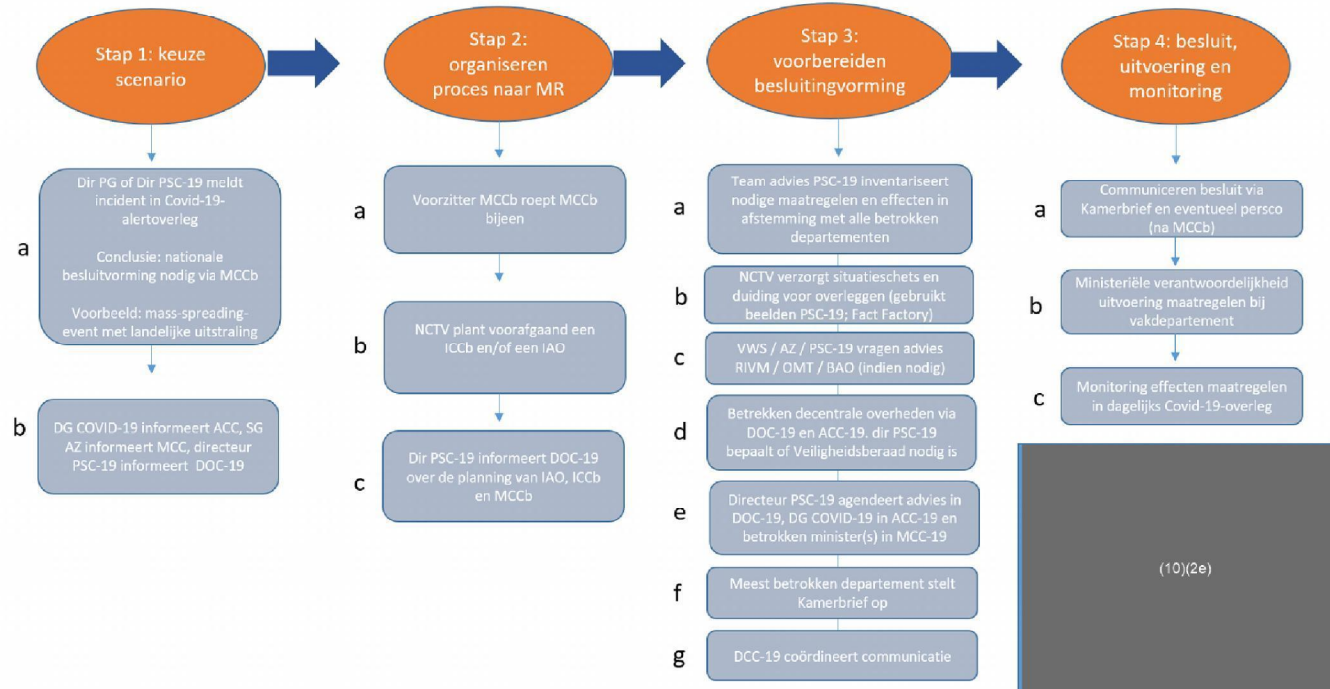 Stap 1: keuze
scenario
a
Dir PG of Dir PSC-19 meldt
incident in Covid-19-
alertoverleg
Conclusie: nationale
besluitvorming nodig via MCCb
Voorbeeld: mass-spreading-
event met landelijke uitstraling
b
DG COVID-19 informeert ACC, SG
AZ informeert MCC, directeur
PSC-19 informeert DOC-19
Stap 2:
organiseren
proces naar MR
a
Voorzitter MCCb roept MCCb
bijeen
b
NCTV plant voorafgaand een
ICCb en/of een IAO
c
Dir PSC-19 informeert DOC-19
over de planning van IAO, ICCb
en MCCb
Stap 3:
voorbereiden
besluitingvorming
a
Team advies PSC-19 inventariseert
nodige maatregelen en effecten in
afstemming met alle betrokken
departementen
b
NCTV verzorgt situatieschets en
duiding voor overleggen (gebruikt
beelden PSC-19; Fact Factory)
c
VWS / AZ / PSC-19 vragen advies
RIVM / OMT / BAO (indien nodig)
d
Betrekken decentrale overheden via
DOC-19 en ACC-19. dir PSC-19
bepaalt of Veiligheidsberaad nodig is
e
Directeur PSC-19 agendeert advies in
DOC-19, DG COVID-19 in ACC-19 en
betrokken minister(s) in MCC-19
f
Meest betrokken departement stelt
Kamerbrief op
g
DCC-19 coördineert communicatie
Stap 4: besluit,
uitvoering en
monitoring
a
Communiceren besluit via
Kamerbrief en eventueel persco
(na MCCb)
b
Ministeriële verantwoordelijkheid
uitvoering maatregelen bij
vakdepartement
c
Monitoring effecten maatregelen
in dagelijks Covid-19-overleg
(10)(2e)